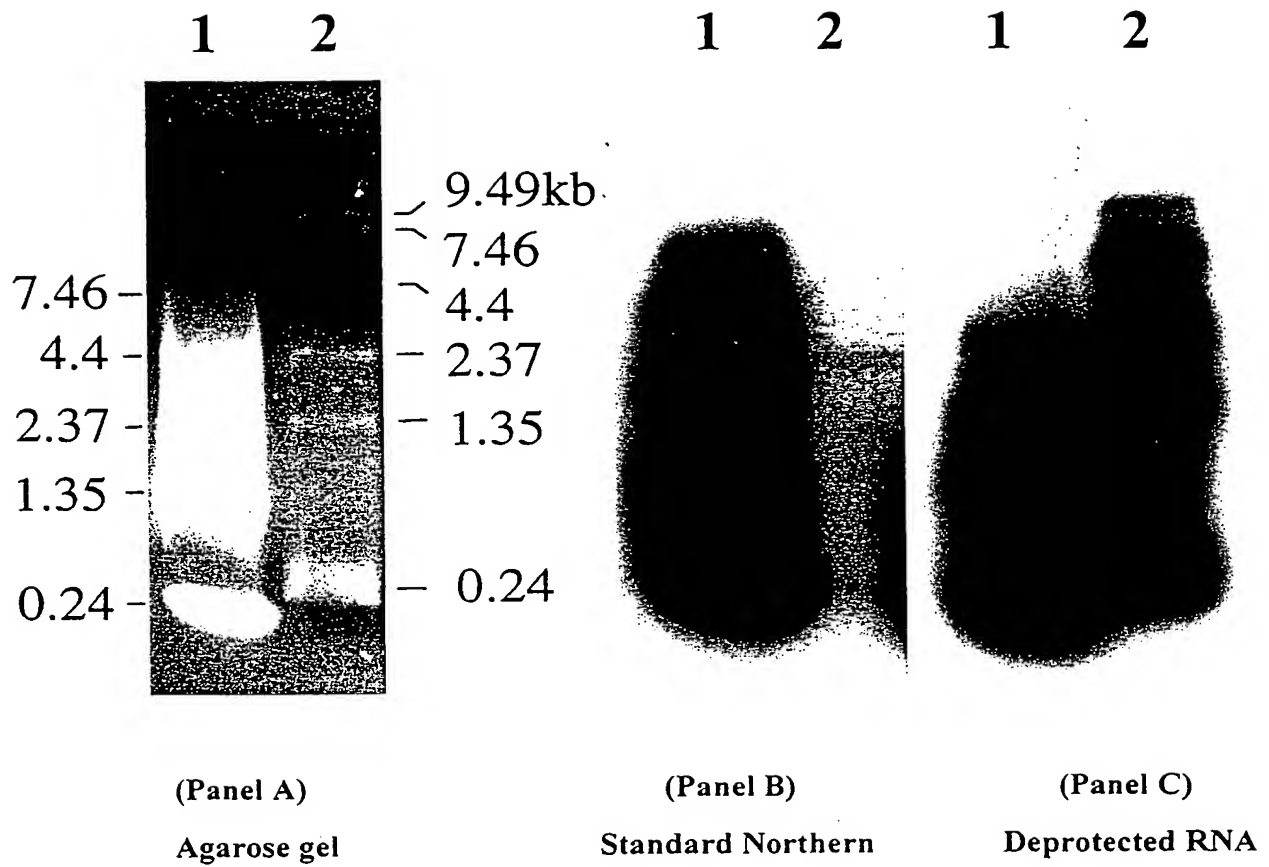 1 2 1 2 1 2
9.49kb
7.46
7.46
4.4
4.4
2.37
2.37
1.35
1.35
0.24
0.24
(Panel A) (Panel B) (Panel C)
Agarose gel Standard Northern Deprotected RNA